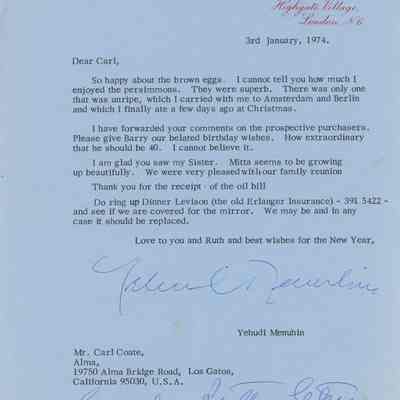 Highgate Village,
London, N6
3rd January, 1974.
Dear Carl,
So happy about the brown eggs. I cannot tell you how much I
enjoyed the persimmons. They were superb. There was only one
that was unripe, which I carried with me to Amsterdam and Berlin
and which I finally ate a few days ago at Christmas.
I have forwarded your comments on the prospective purchasers.
Please give Barry our belated birthday wishes. How extraordinary
that he should be 40. I cannot believe it.
I am glad you saw my Sister. Mitta seems to be growing
up beautifully. We were very pleased with our family reunion
Thank you for the receipt of the oil bill
Do ring up Dinner Levison (the old Erlanger Insurance) - 391 5422 -
and see if we are covered for the mirror. We may be and in any
case it should be replaced.
Love to you and Ruth and best wishes for the New Year,
Yehudi Menuhin
Yehudi Menuhin
Mr. Carl Coate,
Alma,
19750 Alma Bridge Road, Los Gatos,
California 95030, U.S.A.